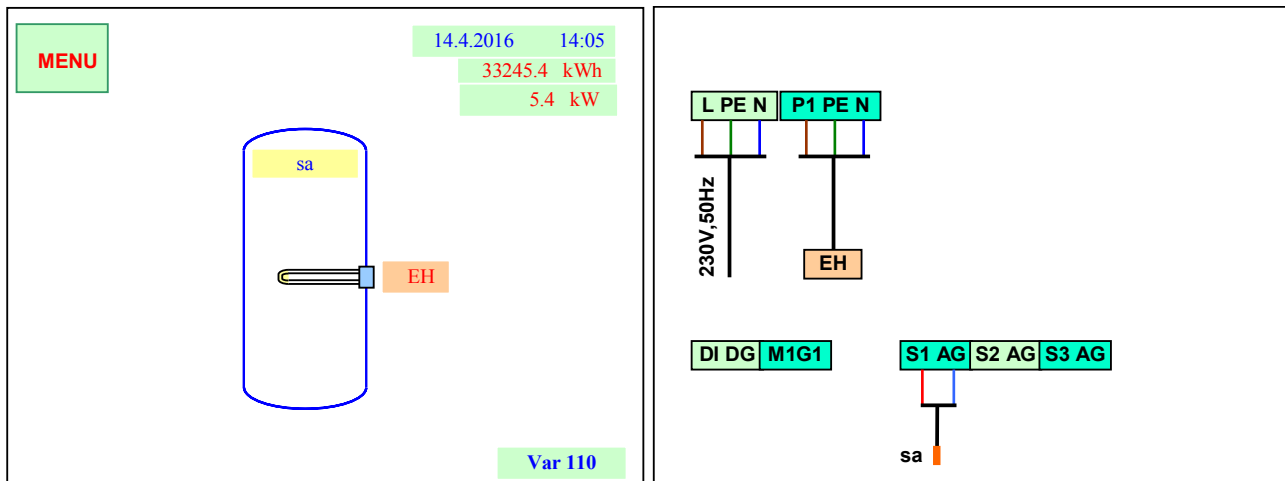 MENU
14.4.2016 14:05
33245.4 kWh
5.4 kW
sa
EH
Var 110
L PE N P1 PE N
230V,50Hz
EH
DI DG M1G1 S1 AG S2 AG S3 AG
sa